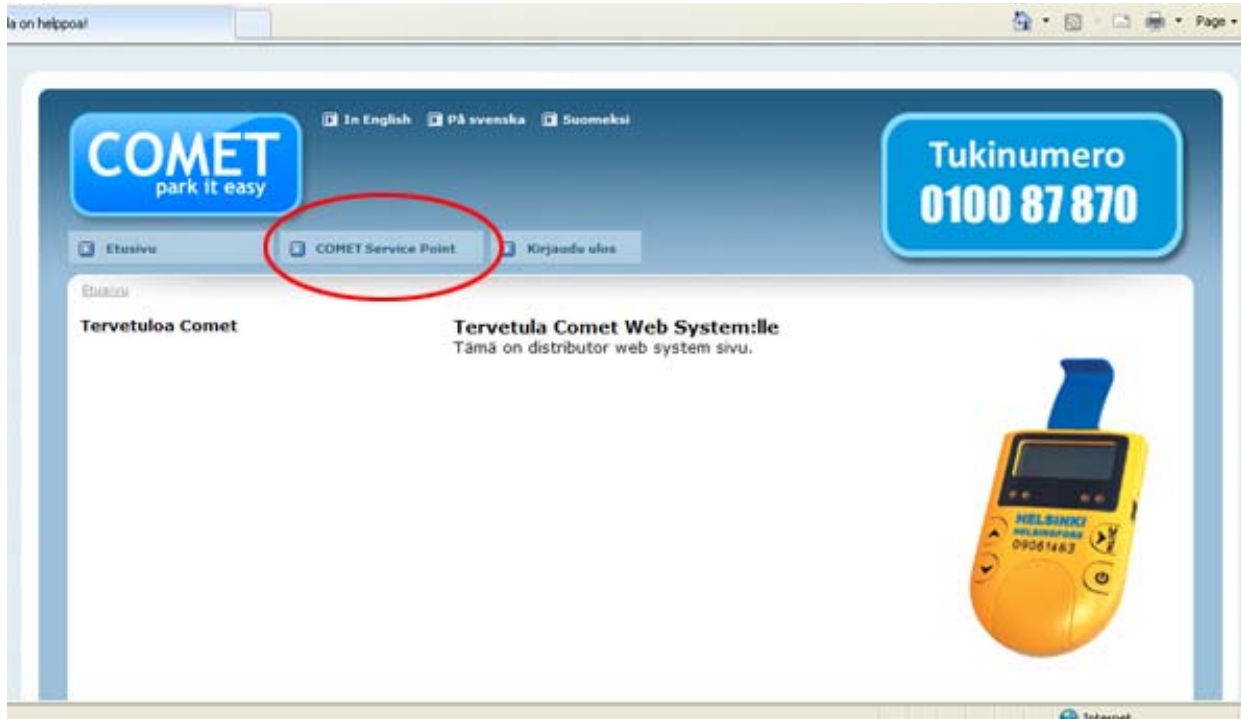 la on helppoa!
Page
In English På svenska Suomeksi
COMET
park it easy
Tukinumero
0100 87 870
Etusivu COMET Service Point Kirjaudu ulos
Etusivu
Tervetuloa Comet
Tervetula Comet Web System:lle
Tämä on distributor web system sivu.
HELSINKI
HELSINGFORS
09061463
Internet